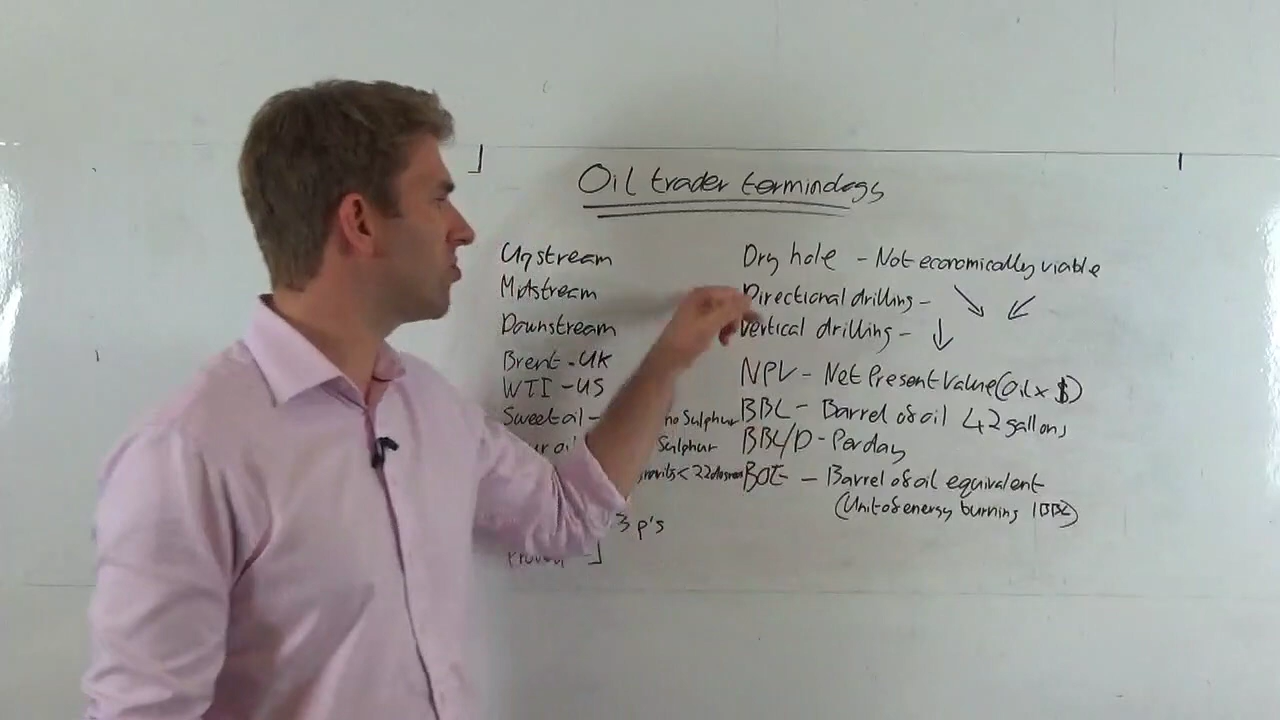 Oil trader terminology
Upstream
Midstream
Downstream
Brent - UK
WTI - US
Sweet oil - no Sulphur
oil Sulphur
< 22 degrees
3 p's
Proven
Dry hole - Not economically viable
Directional drilling - ↘ ↙
Vertical drilling - ↓
NPV - Net Present Value (Oil x $)
BBL - Barrel of oil 42 gallons
BBL/D - Per day
BOE - Barrel of oil equivalent
(Unit of energy burning 1BBL)